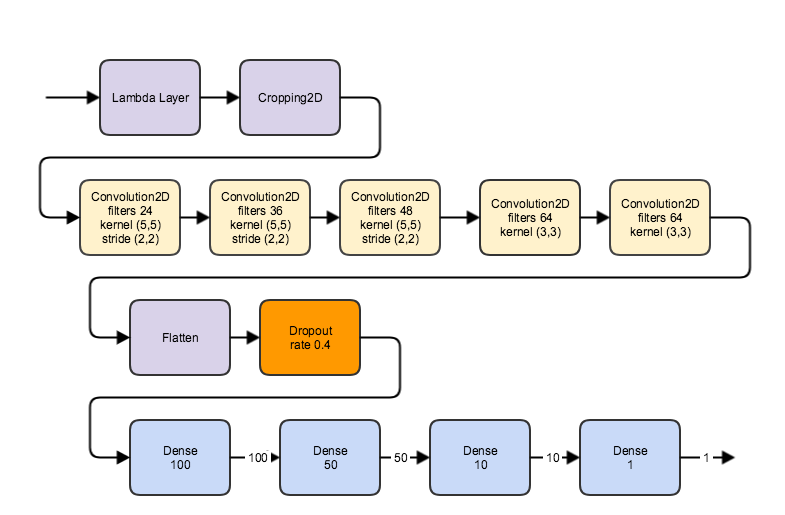 Lambda Layer
Cropping2D
Convolution2D
filters 24
kernel (5,5)
stride (2,2)
Convolution2D
filters 36
kernel (5,5)
stride (2,2)
Convolution2D
filters 48
kernel (5,5)
stride (2,2)
Convolution2D
filters 64
kernel (3,3)
Convolution2D
filters 64
kernel (3,3)
Flatten
Dropout
rate 0.4
Dense
100
100
Dense
50
50
Dense
10
10
Dense
1
1